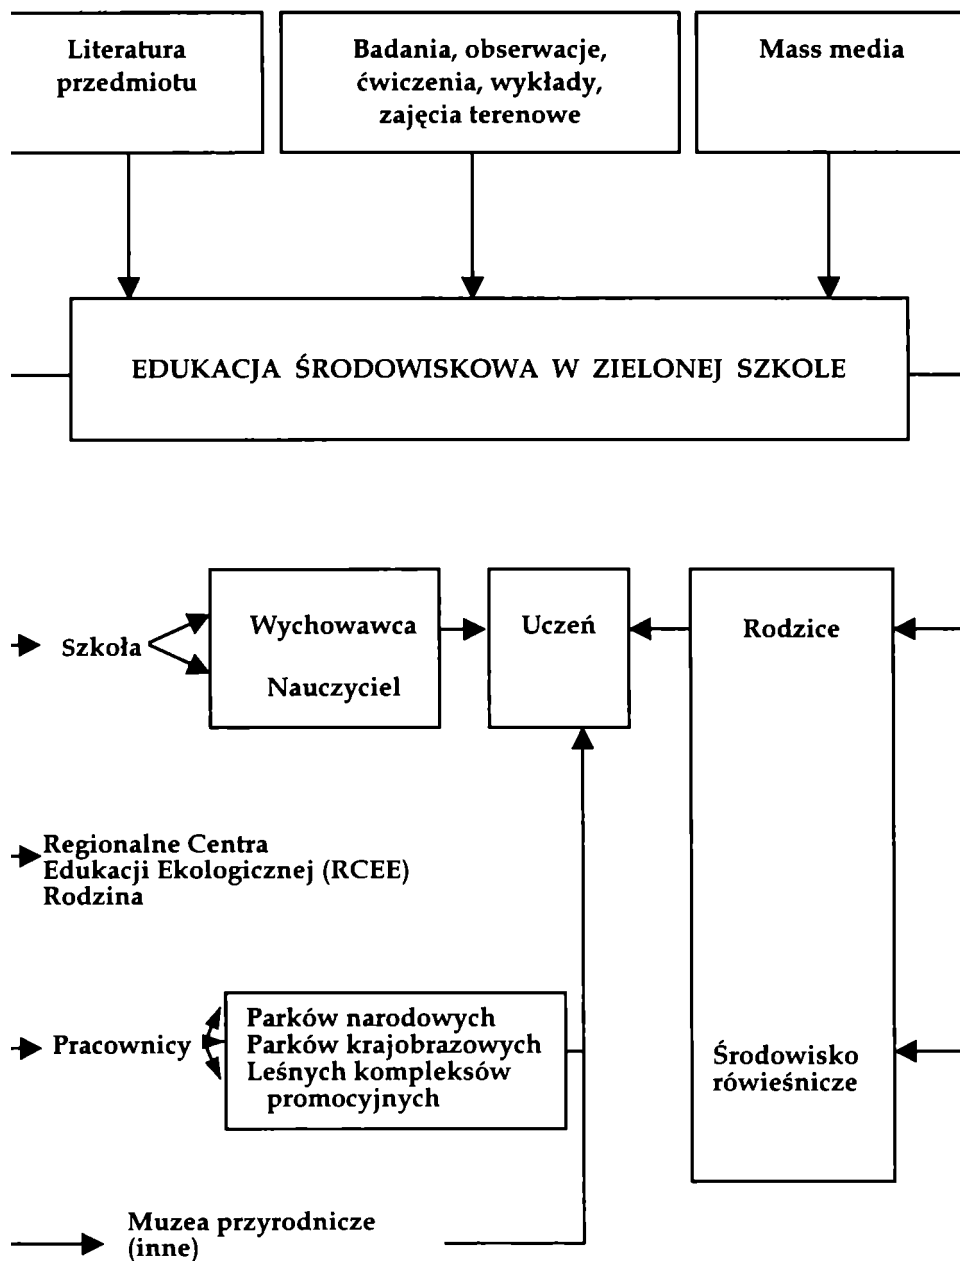 Literatura
przedmiotu
Badania, obserwacje,
ćwiczenia, wykłady,
zajęcia terenowe
Mass media
EDUKACJA ŚRODOWISKOWA W ZIELONEJ SZKOLE
Szkoła
Wychowawca
Nauczyciel
Uczeń
Rodzice
Regionalne Centra
Edukacji Ekologicznej (RCEE)
Rodzina
Pracownicy
Parków narodowych
Parków krajobrazowych
Leśnych kompleksów
promocyjnych
Środowisko
rówieśnicze
Muzea przyrodnicze
(inne)